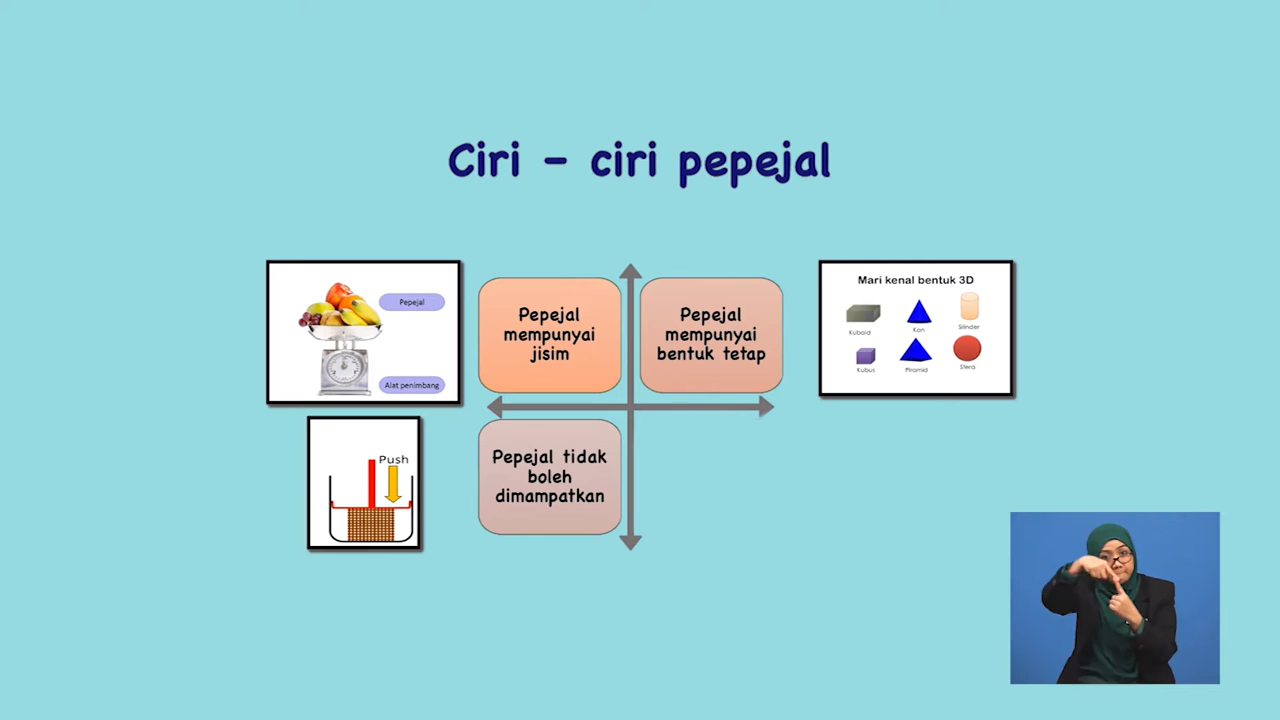 Ciri - ciri pepejal
Pepejal
Alat penimbang
Pepejal
mempunyai
jisim
Pepejal
mempunyai
bentuk tetap
Mari kenal bentuk 3D
Kuboid
Kon
Silinder
Kubus
Piramid
Sfera
Push
Pepejal tidak
boleh
dimampatkan